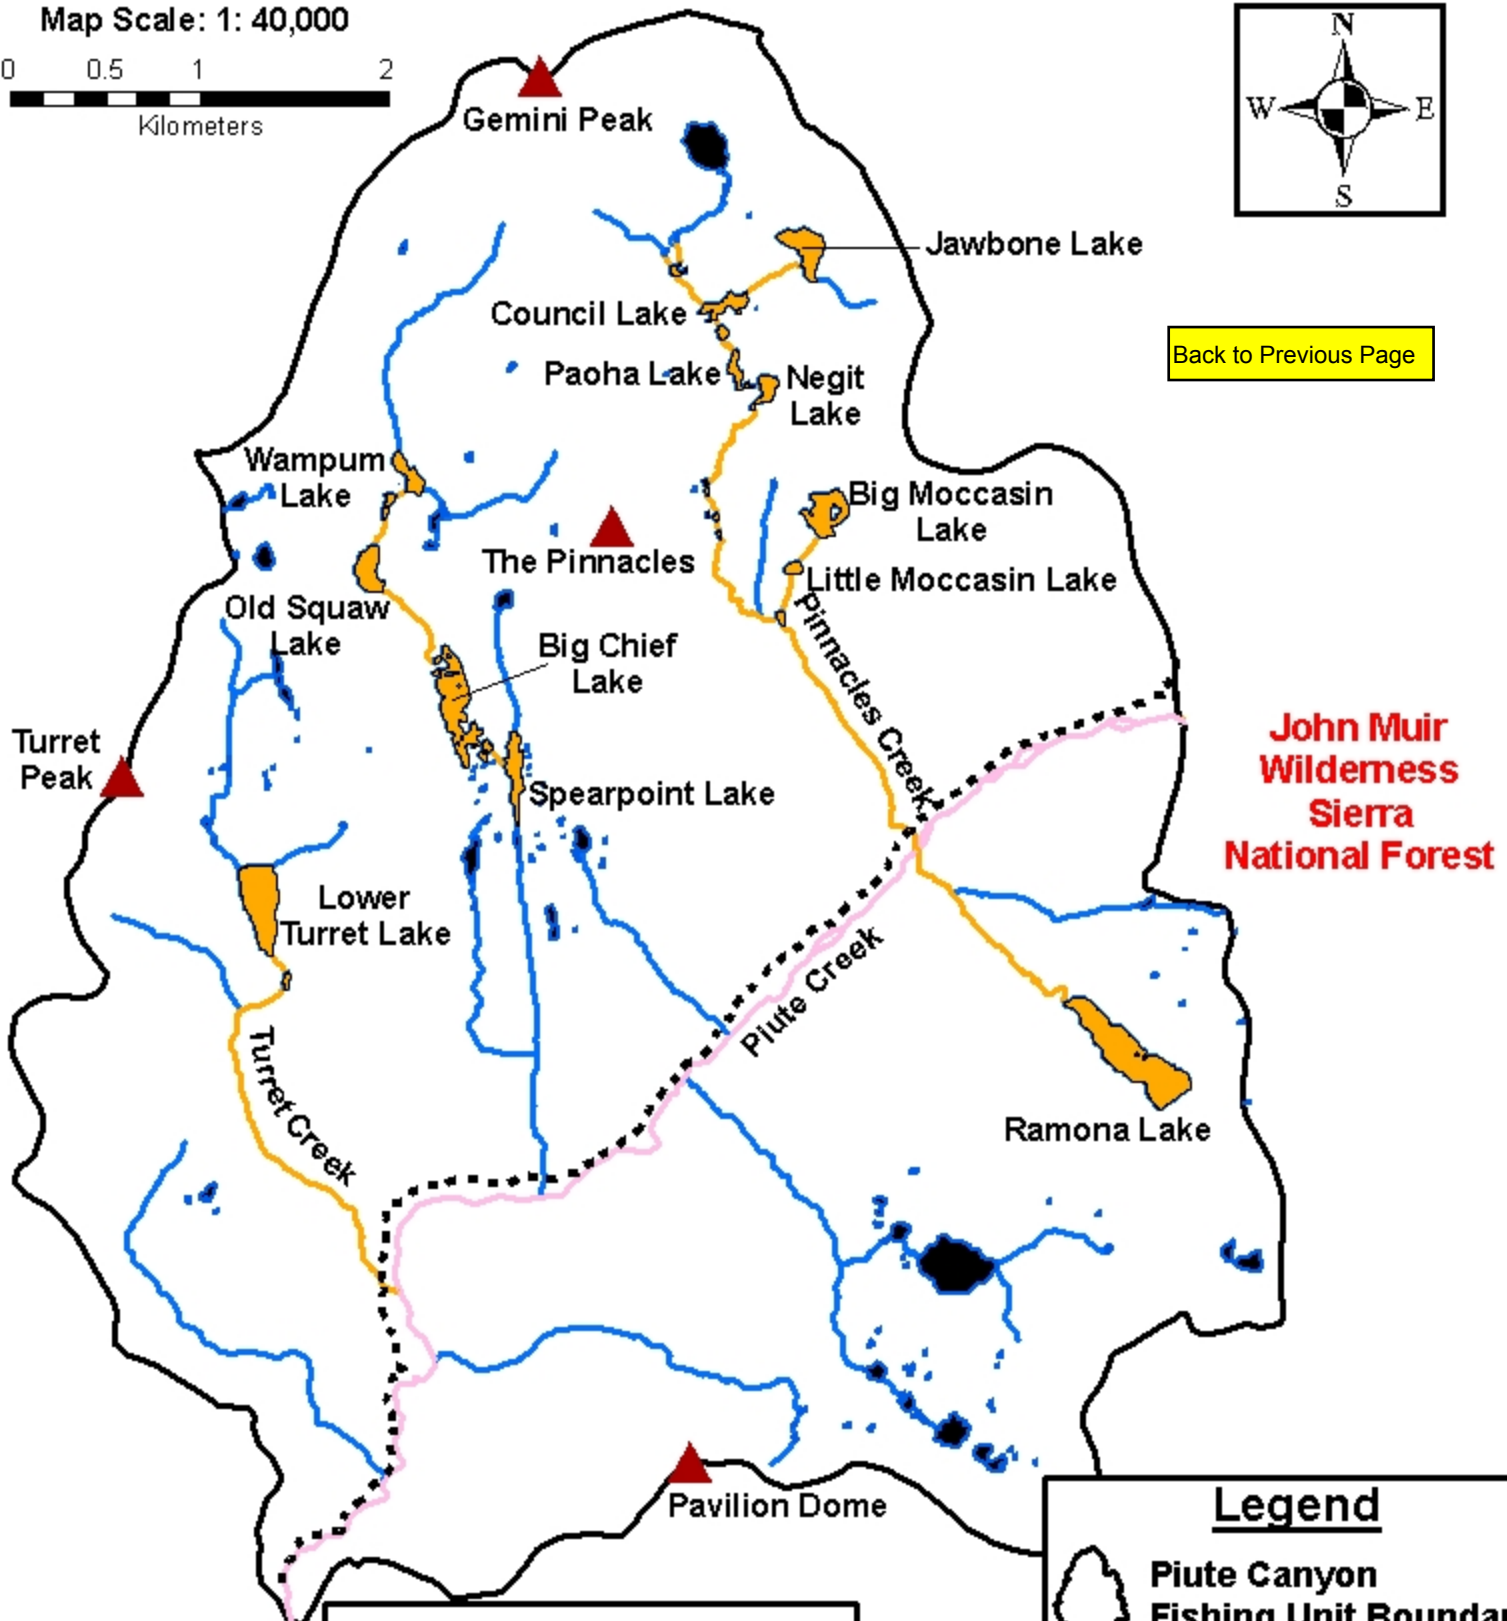 Map Scale: 1: 40,000
0 0.5 1 2
Kilometers
N
W E
S
Gemini Peak
Jawbone Lake
Council Lake
Back to Previous Page
Paoha Lake
Negit
Lake
Wampum
Lake
Big Moccasin
Lake
The Pinnacles
Little Moccasin Lake
Old Squaw
Lake
Big Chief
Lake
Pinnacles Creek
Turret
Peak
John Muir
Wilderness
Sierra
National Forest
Spearpoint Lake
Lower
Turret Lake
Piute Creek
Turret Creek
Ramona Lake
Pavilion Dome
Legend
Piute Canyon
Fishing Unit Boundar